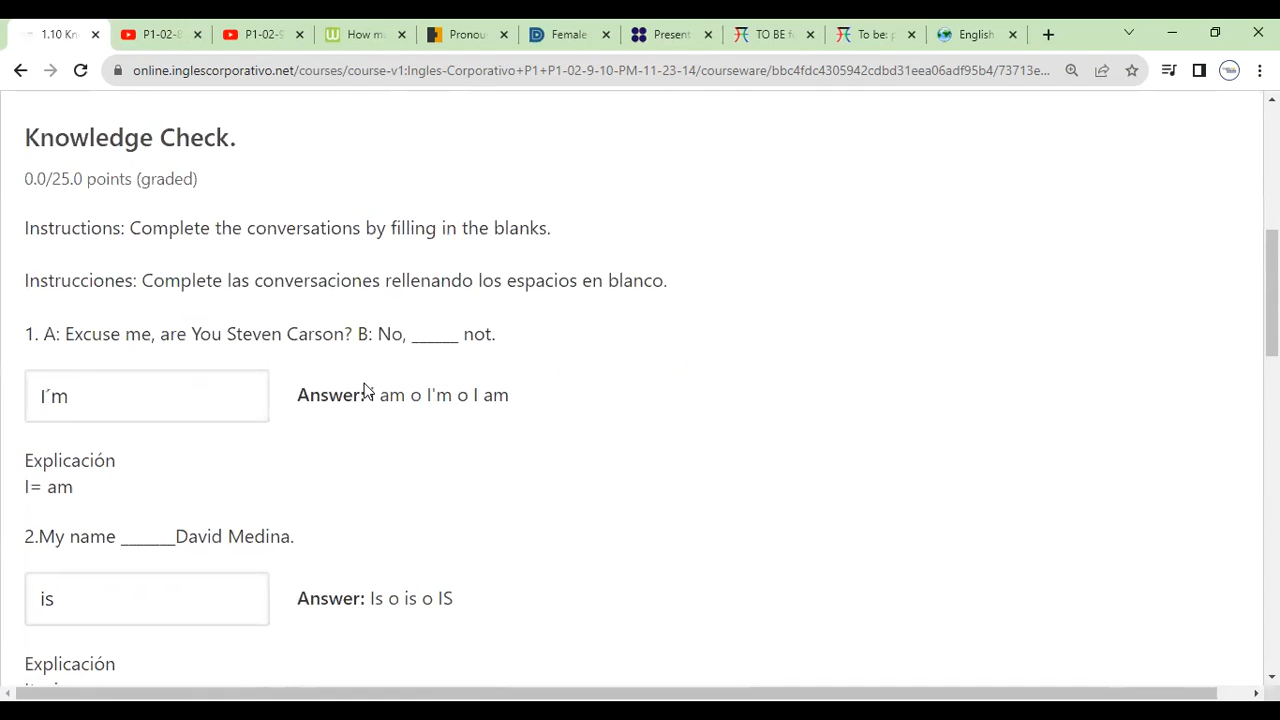 1.10 Kn
P1-02-
P1-02-
How m
Pronou
Female
Present
TO BE f
To be: p
English
online.inglescorporativo.net/courses/course-v1:Ingles-Corporativo+P1+P1-02-9-10-PM-11-23-14/courseware/bbc4fdc4305942cdbd31eea06adf95b4/73713e...
Knowledge Check.
0.0/25.0 points (graded)
Instructions: Complete the conversations by filling in the blanks.
Instrucciones: Complete las conversaciones rellenando los espacios en blanco.
1. A: Excuse me, are You Steven Carson? B: No, ______ not.
I´m
Answer: am o I'm o I am
Explicación
I= am
2.My name _______David Medina.
is
Answer: Is o is o IS
Explicación